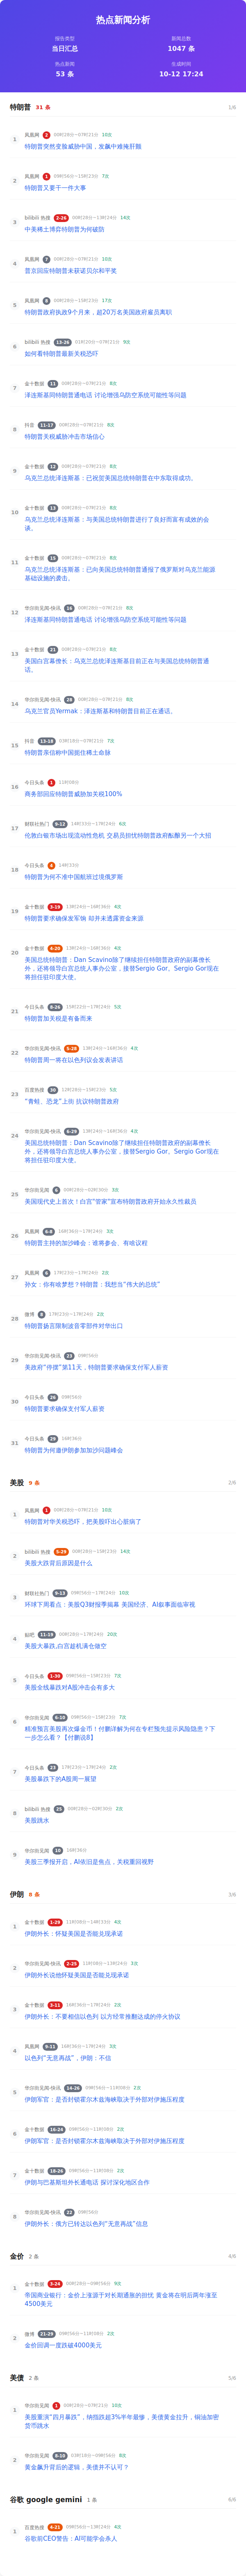 热点新闻分析
报告类型
当日汇总
新闻总数
1047 条
热点新闻
53 条
生成时间
10-12 17:24
特朗普 31 条 1/6
1
凤凰网 2 00时28分~07时21分 10次
特朗普突然变脸威胁中国，发飙中难掩肝颤
2
凤凰网 1 09时56分~15时23分 7次
特朗普又要干一件大事
3
bilibili 热搜 2-26 00时28分~13时24分 14次
中美稀土博弈特朗普为何破防
4
凤凰网 7 00时28分~07时21分 10次
普京回应特朗普未获诺贝尔和平奖
5
凤凰网 8 00时28分~15时23分 17次
特朗普政府执政9个月来，超20万名美国政府雇员离职
6
bilibili 热搜 13-26 01时20分~07时21分 9次
如何看特朗普最新关税恐吓
7
金十数据 11 00时28分~07时21分 8次
泽连斯基同特朗普通电话 讨论增强乌防空系统可能性等问题
8
抖音 11-17 00时28分~07时21分 8次
特朗普关税威胁冲击市场信心
9
金十数据 12 00时28分~07时21分 8次
乌克兰总统泽连斯基：已祝贺美国总统特朗普在中东取得成功。
10
金十数据 13 00时28分~07时21分 8次
乌克兰总统泽连斯基：与美国总统特朗普进行了良好而富有成效的会
谈。
11
金十数据 15 00时28分~07时21分 8次
乌克兰总统泽连斯基：已向美国总统特朗普通报了俄罗斯对乌克兰能源
基础设施的袭击。
12
华尔街见闻-快讯 16 00时28分~07时21分 8次
泽连斯基同特朗普通电话 讨论增强乌防空系统可能性等问题
13
金十数据 21 00时28分~07时21分 8次
美国白宫幕僚长：乌克兰总统泽连斯基目前正在与美国总统特朗普通
话。
14
华尔街见闻-快讯 28 00时28分~07时21分 8次
乌克兰官员Yermak：泽连斯基和特朗普目前正在通话。
15
抖音 13-18 03时18分~07时21分 7次
特朗普亲信称中国扼住稀土命脉
16
今日头条 1 11时08分
商务部回应特朗普威胁加关税100%
17
财联社热门 9-12 14时33分~17时24分 6次
伦敦白银市场出现流动性危机 交易员担忧特朗普政府酝酿另一个大招
18
今日头条 4 14时33分
特朗普为何不准中国航班过境俄罗斯
19
金十数据 3-19 13时24分~16时36分 4次
特朗普要求确保发军饷 却并未透露资金来源
20
金十数据 4-20 13时24分~16时36分 4次
美国总统特朗普：Dan Scavino除了继续担任特朗普政府的副幕僚长
外，还将领导白宫总统人事办公室，接替Sergio Gor。Sergio Gor现在
将担任驻印度大使。
21
今日头条 8-26 15时23分~17时24分 5次
特朗普加关税是有备而来
22
华尔街见闻-快讯 5-28 13时24分~16时36分 4次
特朗普周一将在以色列议会发表讲话
23
百度热搜 30 12时28分~15时23分 5次
“青蛙、恐龙”上街 抗议特朗普政府
24
华尔街见闻-快讯 6-29 13时24分~16时36分 4次
美国总统特朗普：Dan Scavino除了继续担任特朗普政府的副幕僚长
外，还将领导白宫总统人事办公室，接替Sergio Gor。Sergio Gor现在
将担任驻印度大使。
25
华尔街见闻 6 00时28分~02时30分 3次
美国现代史上首次！白宫“管家”宣布特朗普政府开始永久性裁员
26
凤凰网 6-8 16时36分~17时24分 3次
特朗普主持的加沙峰会：谁将参会、有啥议程
27
凤凰网 6 17时23分~17时24分 2次
孙女：你有啥梦想？特朗普：我想当“伟大的总统”
28
微博 8 17时23分~17时24分 2次
特朗普扬言限制波音零部件对华出口
29
华尔街见闻-快讯 23 09时56分
美政府“停摆”第11天，特朗普要求确保支付军人薪资
30
今日头条 26 09时56分
特朗普要求确保支付军人薪资
31
今日头条 29 16时36分
特朗普为何邀伊朗参加加沙问题峰会
美股 9 条 2/6
1
凤凰网 1 00时28分~07时21分 10次
特朗普对华关税恐吓，把美股吓出心脏病了
2
bilibili 热搜 5-29 00时28分~15时23分 14次
美股大跌背后原因是什么
3
财联社热门 9-13 09时56分~17时24分 10次
环球下周看点：美股Q3财报季揭幕 美国经济、AI叙事面临审视
4
贴吧 11-19 00时28分~17时24分 20次
美股大暴跌,白宫趁机满仓做空
5
今日头条 1-30 09时56分~15时23分 7次
美股全线暴跌对A股冲击会有多大
6
华尔街见闻 6-10 09时56分~15时23分 7次
精准预言美股再次爆金币！付鹏详解为何在专栏预先提示风险隐患？下
一步怎么看？【付鹏说8】
7
今日头条 23 17时23分~17时24分 2次
美股暴跌下的A股周一展望
8
bilibili 热搜 25 00时28分~02时30分 2次
美股跳水
9
华尔街见闻 10 16时36分
美股三季报开启，AI依旧是焦点，关税重回视野
伊朗 8 条 3/6
1
金十数据 1-29 11时08分~14时33分 4次
伊朗外长：怀疑美国是否能兑现承诺
2
华尔街见闻-快讯 2-25 11时08分~13时24分 3次
伊朗外长说他怀疑美国是否能兑现承诺
3
金十数据 3-11 16时36分~17时24分 2次
伊朗外长：不要相信以色列 以方经常推翻达成的停火协议
4
凤凰网 9-11 16时36分~17时24分 3次
以色列“无意再战”，伊朗：不信
5
华尔街见闻-快讯 14-26 09时56分~11时08分 2次
伊朗军官：是否封锁霍尔木兹海峡取决于外部对伊施压程度
6
金十数据 16-24 09时56分~11时08分 2次
伊朗军官：是否封锁霍尔木兹海峡取决于外部对伊施压程度
7
金十数据 18-26 09时56分~11时08分 2次
伊朗与巴基斯坦外长通电话 探讨深化地区合作
8
华尔街见闻-快讯 22 09时56分
伊朗外长：俄方已转达以色列“无意再战”信息
金价 2 条 4/6
1
金十数据 3-24 00时28分~09时56分 9次
帝国商业银行：金价上涨源于对长期通胀的担忧 黄金将在明后两年涨至
4500美元
2
微博 21-29 09时56分~11时08分 2次
金价回调一度跌破4000美元
美债 2 条 5/6
1
华尔街见闻 1 00时28分~07时21分 10次
美股重演“四月暴跌”，纳指跌超3%半年最惨，美债黄金拉升，铜油加密
货币跳水
2
华尔街见闻 8-10 03时18分~09时56分 8次
黄金飙升背后的逻辑，美债并不认可？
谷歌 google gemini 1 条 6/6
1
百度热搜 4-21 09时56分~13时24分 4次
谷歌前CEO警告：AI可能学会杀人